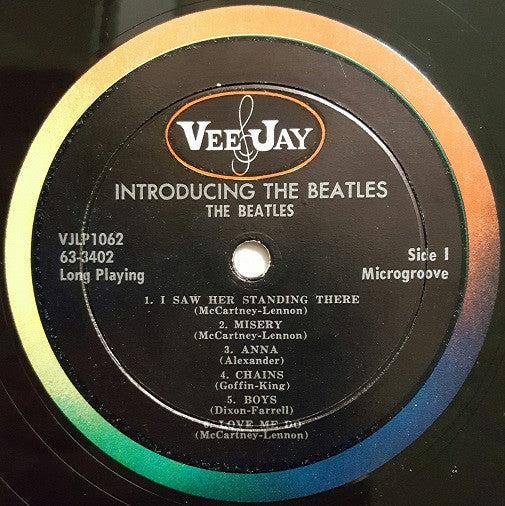 VEE JAY
INTRODUCING THE BEATLES
THE BEATLES
VJLP1062
63-3402
Long Playing
Side 1
Microgroove
1. I SAW HER STANDING THERE
(McCartney-Lennon)
2. MISERY
(McCartney-Lennon)
3. ANNA
(Alexander)
4. CHAINS
(Goffin-King)
5. BOYS
(Dixon-Farrell)
6. LOVE ME DO
(McCartney-Lennon)